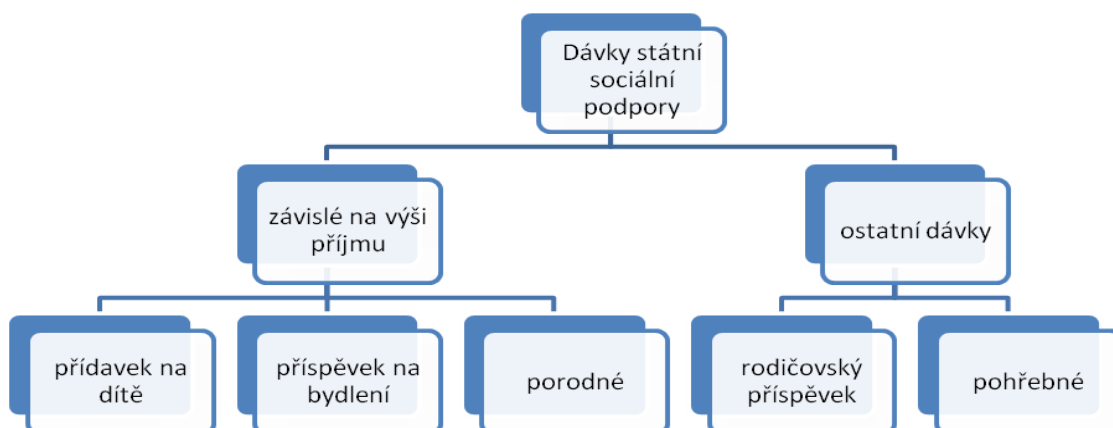 Dávky státní
sociální
podpory
závislé na výši
příjmu
ostatní dávky
přídavek na
dítě
příspěvek na
bydlení
porodné
rodičovský
příspěvek
pohřebné